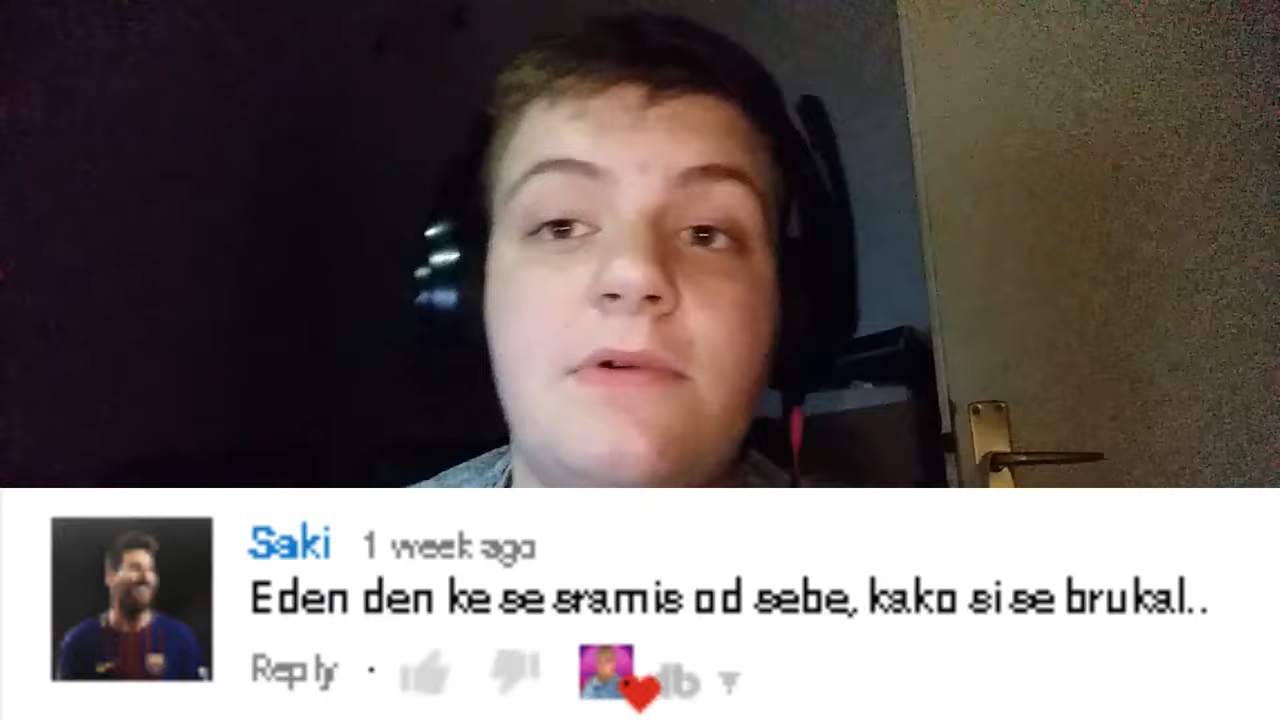 Saki 1 week ago
Eden den ke se sramis od sebe, kako si se brukal..
Reply ·